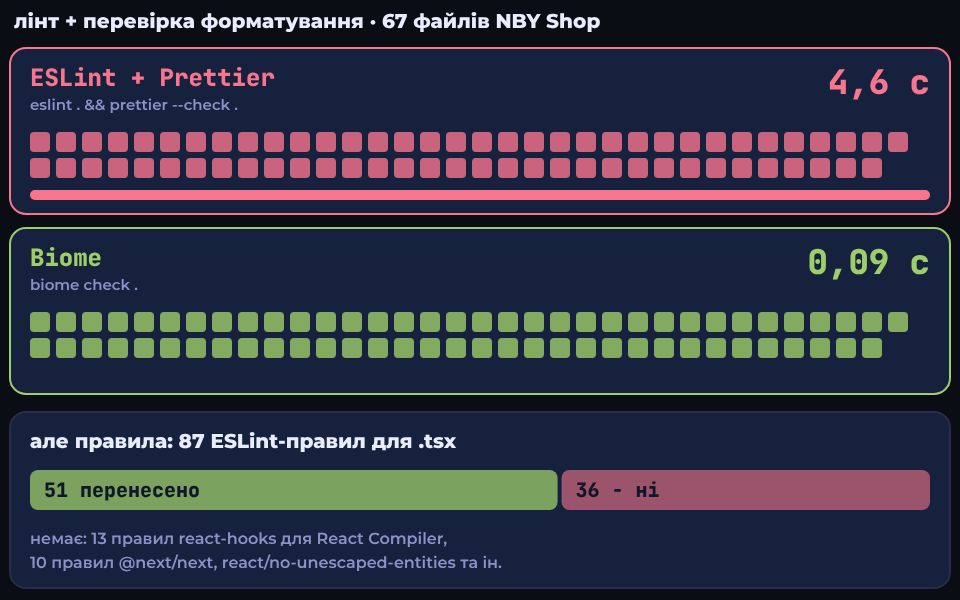 лінт + перевірка форматування · 67 файлів NBY Shop
ESLint + Prettier
4,6 с
eslint . && prettier --check .
Biome
0,09 с
biome check .
але правила: 87 ESLint-правил для .tsx
51 перенесено
36 - ні
немає: 13 правил react-hooks для React Compiler,
10 правил @next/next, react/no-unescaped-entities та ін.